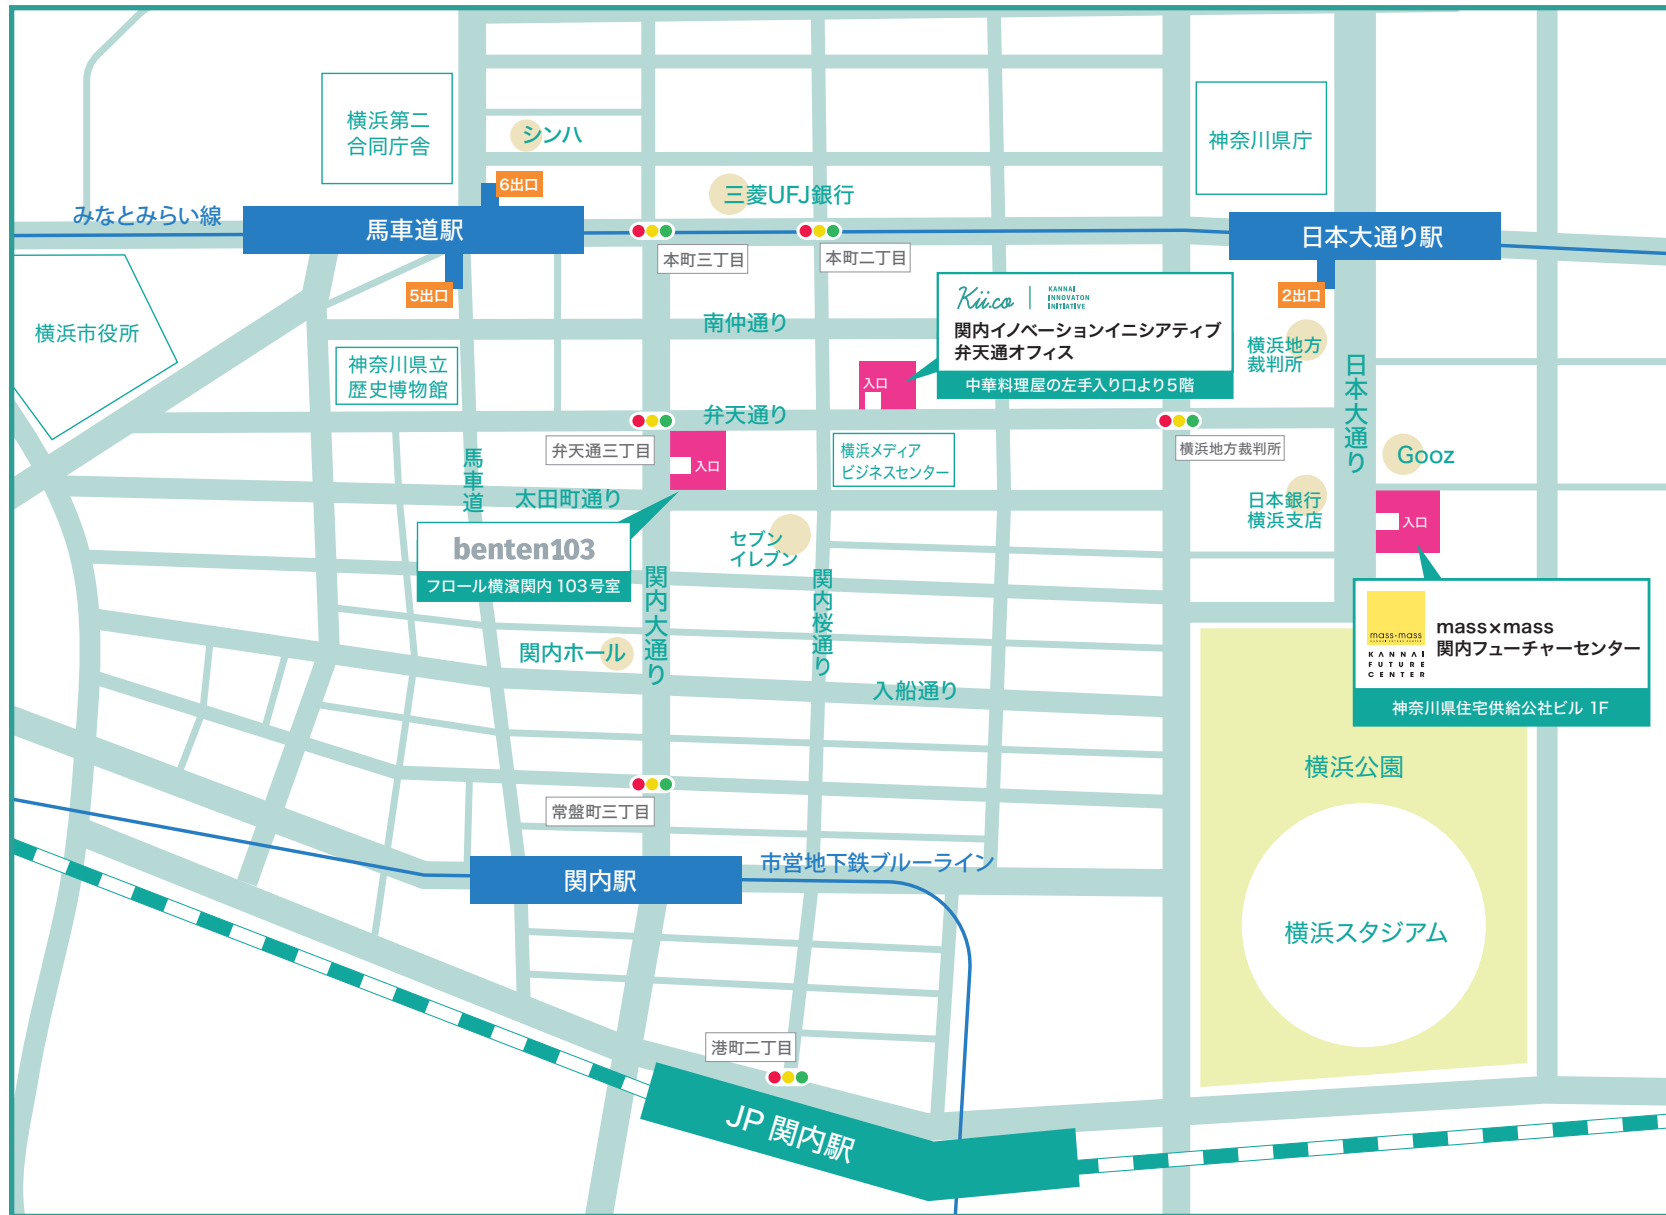 横浜第二
合同庁舎
シンハ
神奈川県庁
6出口
三菱UFJ銀行
みなとみらい線
馬車道駅
日本大通り駅
本町三丁目
本町二丁目
5出口
2出口
Kii.co
KANNAI
INNOVATON
INITIATIVE
関内イノベーションイニシアティブ
弁天通オフィス
中華料理屋の左手入り口より5階
横浜市役所
南仲通り
横浜地方
裁判所
神奈川県立
歴史博物館
入口
日本大通り
弁天通り
弁天通三丁目
入口
横浜メディア
ビジネスセンター
横浜地方裁判所
Gooz
馬車道
太田町通り
日本銀行
横浜支店
入口
benten103
フロール横濱関内 103号室
セブン
イレブン
関内大通り
関内桜通り
mass×mass
KANNAI
FUTURE
CENTER
mass×mass
関内フューチャーセンター
神奈川県住宅供給公社ビル 1F
関内ホール
入船通り
横浜公園
常盤町三丁目
市営地下鉄ブルーライン
関内駅
横浜スタジアム
港町二丁目
JP 関内駅